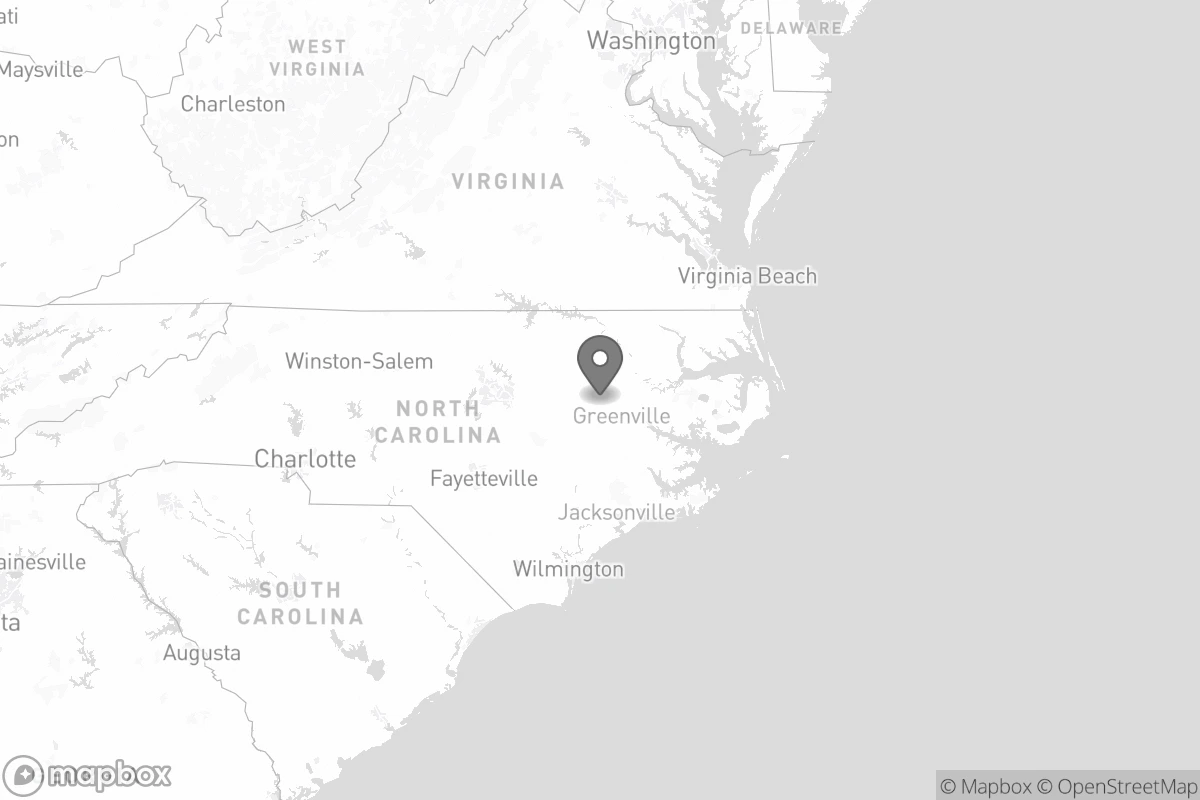 ati
Washington
DELAWARE
WEST
VIRGINIA
Maysville
Charleston
on
VIRGINIA
Virginia Beach
Winston-Salem
NORTH
CAROLINA
Greenville
Charlotte
Fayetteville
Jacksonville
ainesville
Wilmington
SOUTH
CAROLINA
ta
Augusta
mapbox
© Mapbox © OpenStreetMap